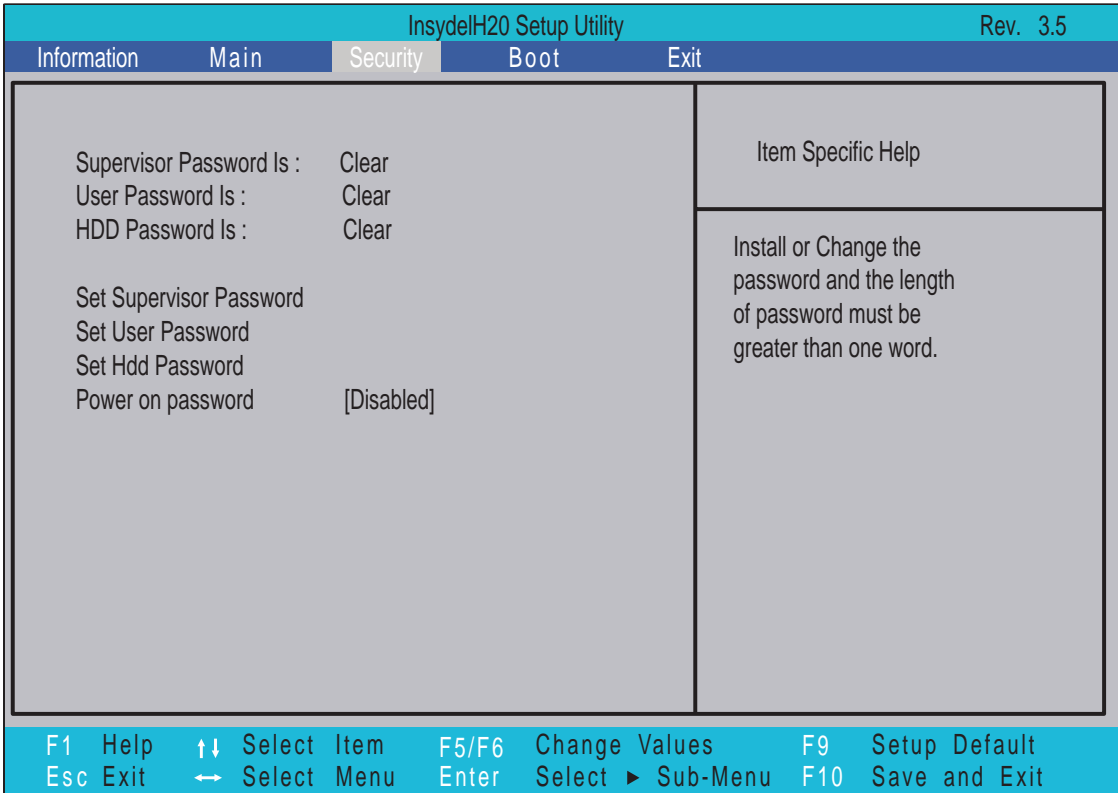 InsydelH20 Setup Utility Rev. 3.5
Information Main Security Boot Exit
Supervisor Password Is : Clear
User Password Is : Clear
HDD Password Is : Clear
Set Supervisor Password
Set User Password
Set Hdd Password
Power on password [Disabled]
Item Specific Help
Install or Change the
password and the length
of password must be
greater than one word.
F1 Help ↑↓ Select Item F5/F6 Change Values F9 Setup Default
Esc Exit ↔ Select Menu Enter Select ► Sub-Menu F10 Save and Exit